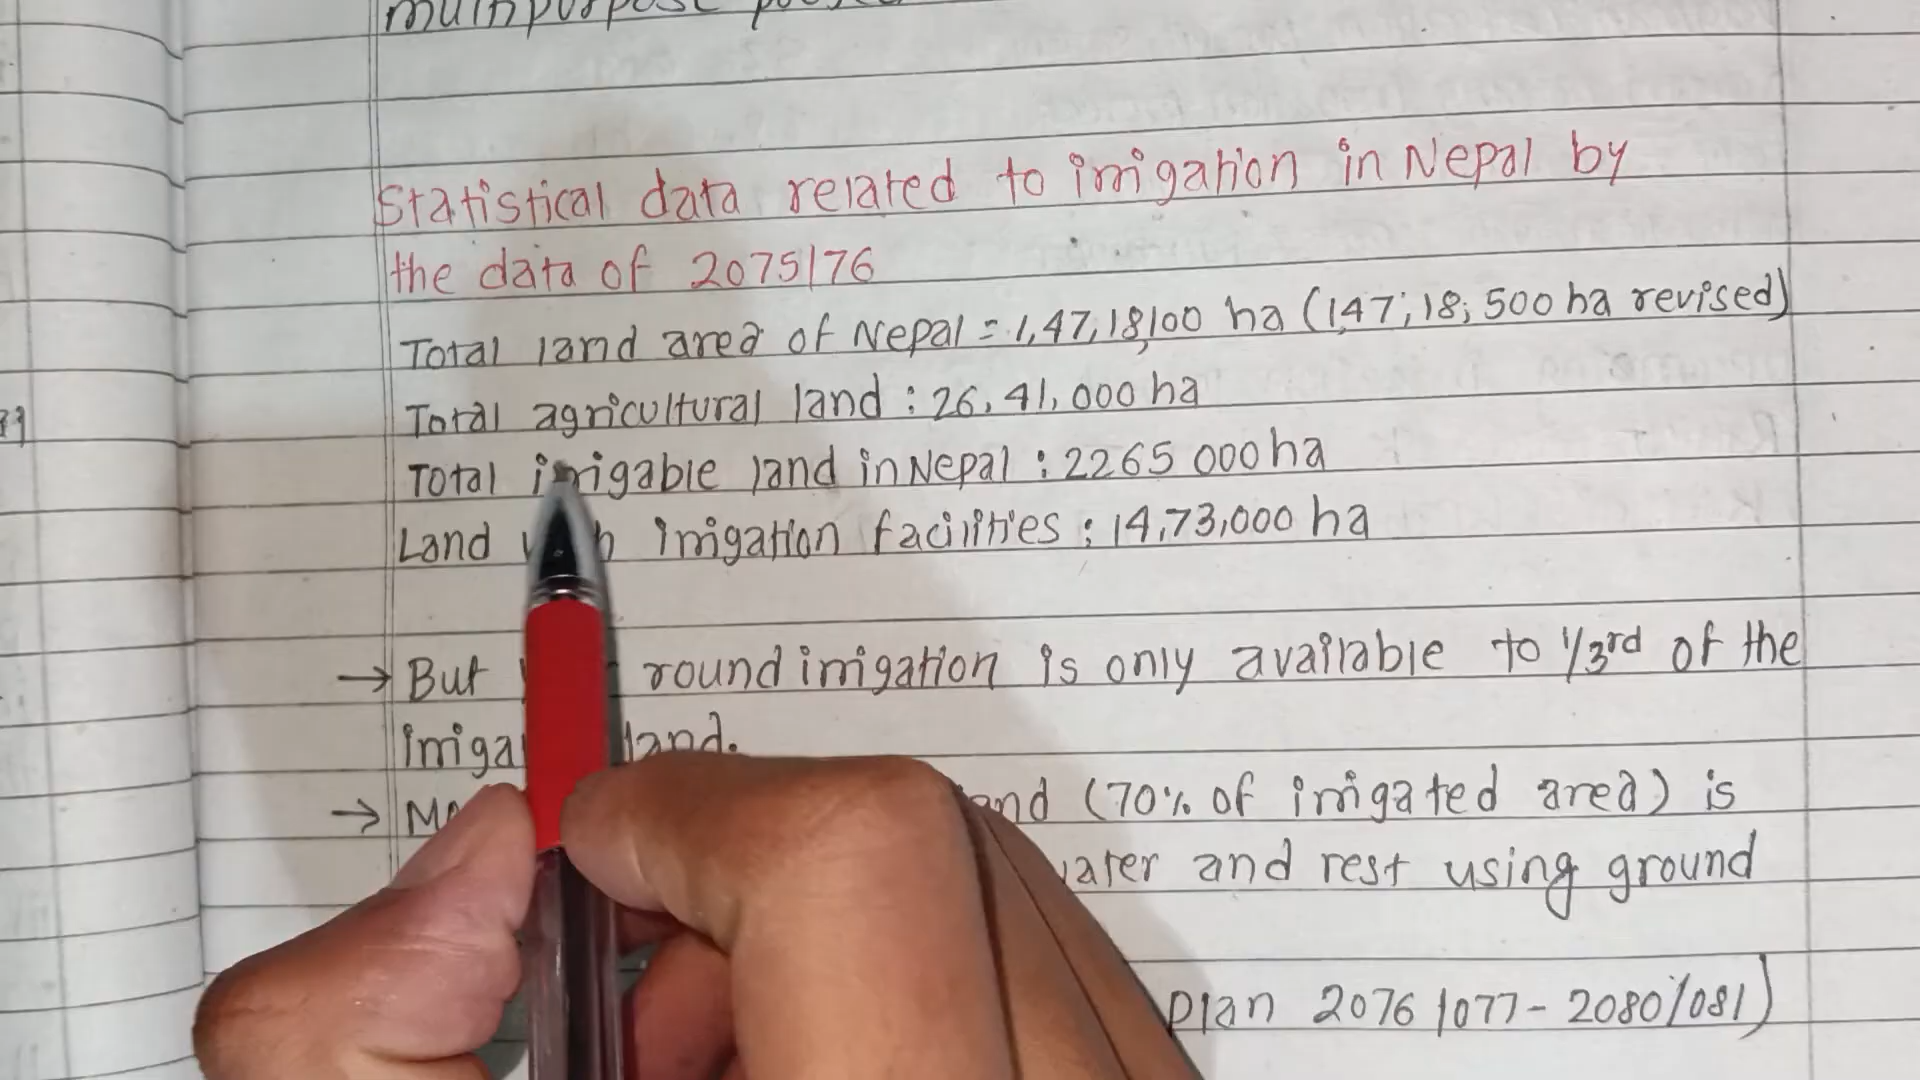 multipurpose
Statistical data related to irrigation in Nepal by
the data of 2075/76
Total land area of Nepal = 1,47,18,100 ha (1,47,18,500 ha revised)
Total agricultural land : 26,41,000 ha
Total irrigable land in Nepal : 2265 000 ha
Land irrigation facilities : 14,73,000 ha
→ But round irrigation is only available to 1/3rd of the
land.
→ (70% of irrigated area) is
and rest using ground
plan 2076/077-2080/081)